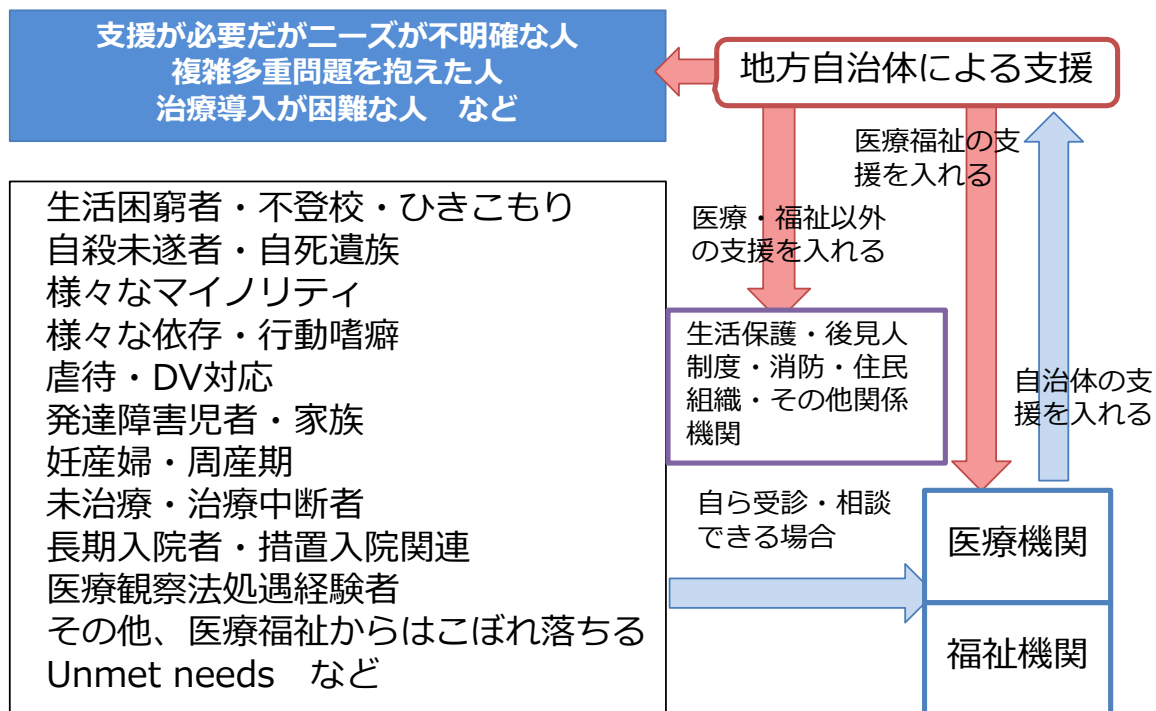 支援が必要だがニーズが不明確な人
複雑多重問題を抱えた人
治療導入が困難な人　など
地方自治体による支援
医療福祉の支
援を入れる
医療・福祉以外
の支援を入れる
生活困窮者・不登校・ひきこもり
自殺未遂者・自死遺族
様々なマイノリティ
様々な依存・行動嗜癖
虐待・DV対応
発達障害児者・家族
妊産婦・周産期
未治療・治療中断者
長期入院者・措置入院関連
医療観察法処遇経験者
その他、医療福祉からはこぼれ落ちる
Unmet needs　など
生活保護・後見人
制度・消防・住民
組織・その他関係
機関
自治体の支
援を入れる
自ら受診・相談
できる場合
医療機関
福祉機関